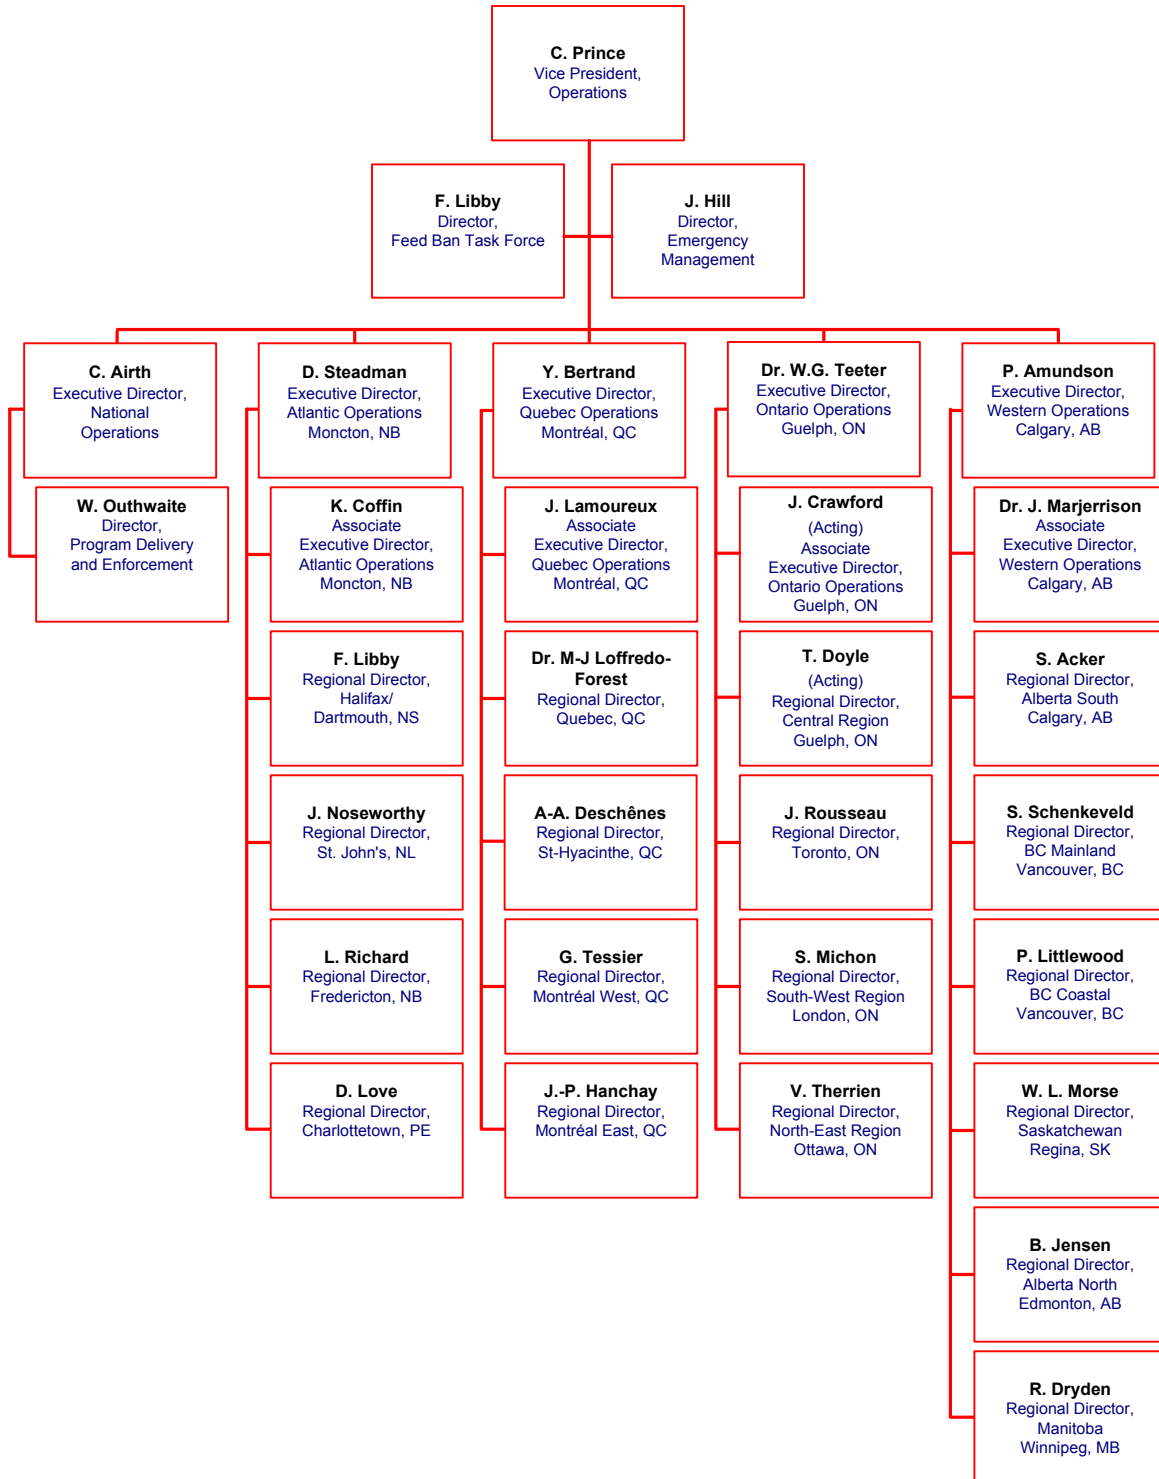 C. Prince
Vice President,
Operations
F. Libby
Director,
Feed Ban Task Force
J. Hill
Director,
Emergency
Management
C. Airth
Executive Director,
National
Operations
W. Outhwaite
Director,
Program Delivery
and Enforcement
D. Steadman
Executive Director,
Atlantic Operations
Moncton, NB
K. Coffin
Associate
Executive Director,
Atlantic Operations
Moncton, NB
F. Libby
Regional Director,
Halifax/
Dartmouth, NS
J. Noseworthy
Regional Director,
St. John's, NL
L. Richard
Regional Director,
Fredericton, NB
D. Love
Regional Director,
Charlottetown, PE
Y. Bertrand
Executive Director,
Quebec Operations
Montréal, QC
J. Lamoureux
Associate
Executive Director,
Quebec Operations
Montréal, QC
Dr. M-J Loffredo-
Forest
Regional Director,
Quebec, QC
A-A. Deschênes
Regional Director,
St-Hyacinthe, QC
G. Tessier
Regional Director,
Montréal West, QC
J.-P. Hanchay
Regional Director,
Montréal East, QC
Dr. W.G. Teeter
Executive Director,
Ontario Operations
Guelph, ON
J. Crawford
(Acting)
Associate
Executive Director,
Ontario Operations
Guelph, ON
T. Doyle
(Acting)
Regional Director,
Central Region
Guelph, ON
J. Rousseau
Regional Director,
Toronto, ON
S. Michon
Regional Director,
South-West Region
London, ON
V. Therrien
Regional Director,
North-East Region
Ottawa, ON
P. Amundson
Executive Director,
Western Operations
Calgary, AB
Dr. J. Marjerrison
Associate
Executive Director,
Western Operations
Calgary, AB
S. Acker
Regional Director,
Alberta South
Calgary, AB
S. Schenkeveld
Regional Director,
BC Mainland
Vancouver, BC
P. Littlewood
Regional Director,
BC Coastal
Vancouver, BC
W. L. Morse
Regional Director,
Saskatchewan
Regina, SK
B. Jensen
Regional Director,
Alberta North
Edmonton, AB
R. Dryden
Regional Director,
Manitoba
Winnipeg, MB